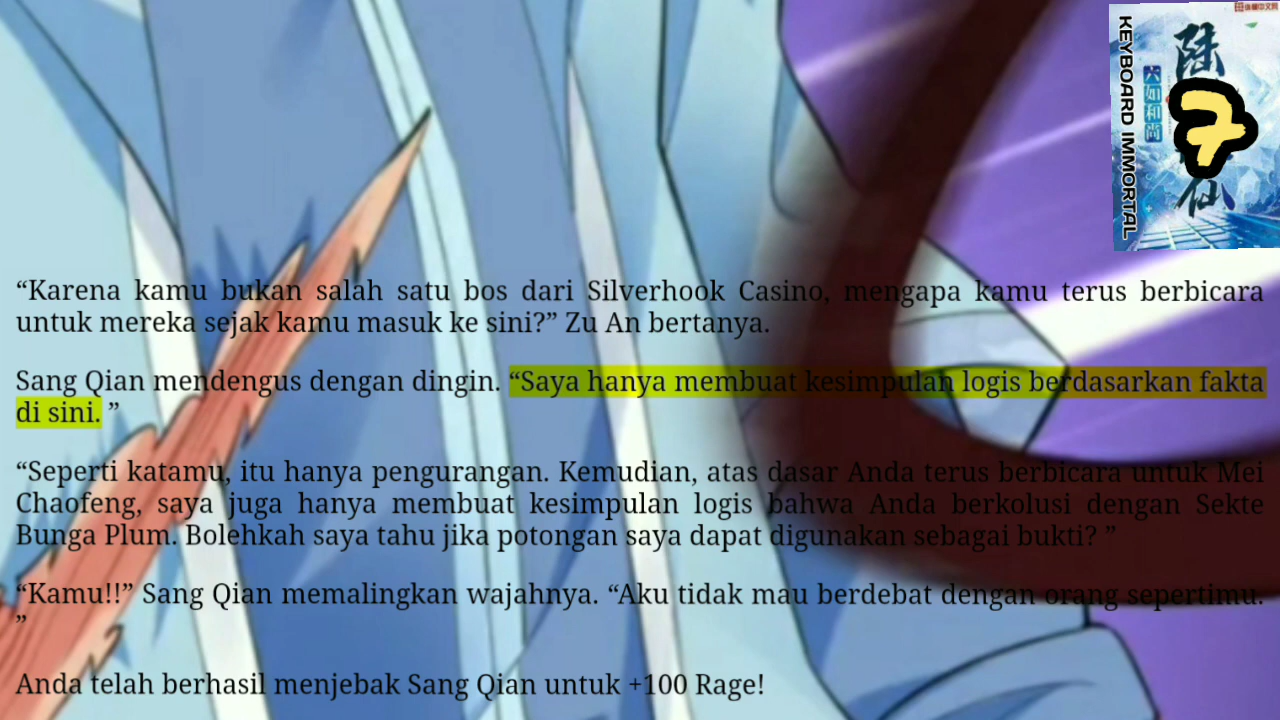 KEYBOARD IMMORTAL
陆
仙
7
“Karena kamu bukan salah satu bos dari Silverhook Casino, mengapa kamu terus berbicara
untuk mereka sejak kamu masuk ke sini?” Zu An bertanya.
Sang Qian mendengus dengan dingin. “Saya hanya membuat kesimpulan logis berdasarkan fakta
di sini. ”
“Seperti katamu, itu hanya pengurangan. Kemudian, atas dasar Anda terus berbicara untuk Mei
Chaofeng, saya juga hanya membuat kesimpulan logis bahwa Anda berkolusi dengan Sekte
Bunga Plum. Bolehkah saya tahu jika potongan saya dapat digunakan sebagai bukti? ”
“Kamu!!” Sang Qian memalingkan wajahnya. “Aku tidak mau berdebat dengan orang sepertimu.
”
Anda telah berhasil menjebak Sang Qian untuk +100 Rage!